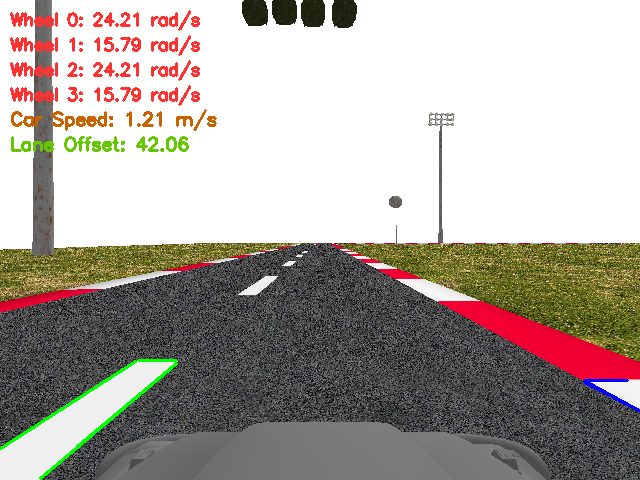 Wheel 0: 24.21 rad/s
Wheel 1: 15.79 rad/s
Wheel 2: 24.21 rad/s
Wheel 3: 15.79 rad/s
Car Speed: 1.21 m/s
Lane Offset: 42.06